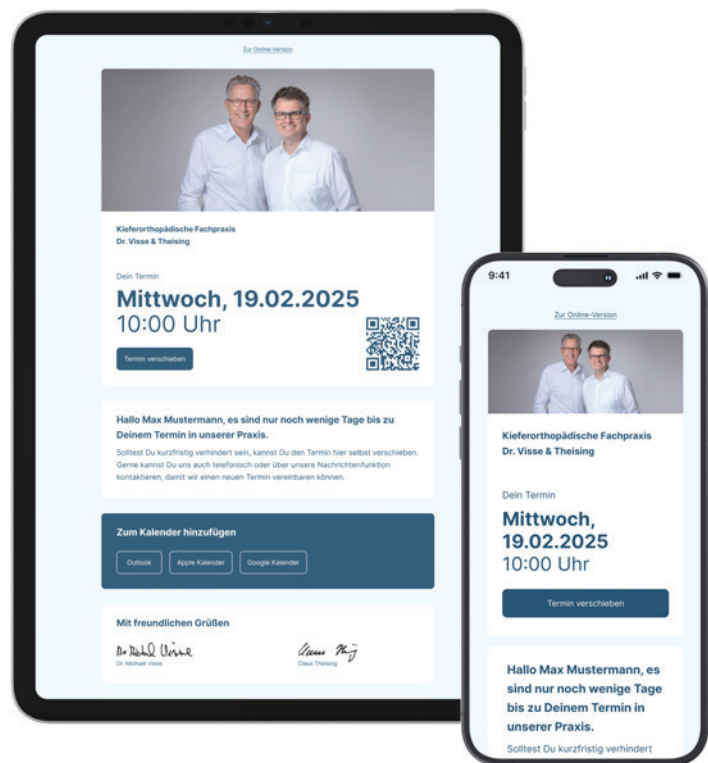 Zur Online-Version
Kieferorthopädische Fachpraxis
Dr. Visse & Theising
Dein Termin
Mittwoch, 19.02.2025
10:00 Uhr
Termin verschieben
Hallo Max Mustermann, es sind nur noch wenige Tage bis zu
Deinem Termin in unserer Praxis.
Solltest Du kurzfristig verhindert sein, kannst Du den Termin hier selbst verschieben.
Gerne kannst Du uns auch telefonisch oder über unsere Nachrichtenfunktion
kontaktieren, damit wir einen neuen Termin vereinbaren können.
Zum Kalender hinzufügen
Outlook
Apple Kalender
Google Kalender
Mit freundlichen Grüßen
Dr. Michael Visse
Claus Theising
9:41
Zur Online-Version
Kieferorthopädische Fachpraxis
Dr. Visse & Theising
Dein Termin
Mittwoch,
19.02.2025
10:00 Uhr
Termin verschieben
Hallo Max Mustermann, es
sind nur noch wenige Tage
bis zu Deinem Termin in
unserer Praxis.
Solltest Du kurzfristig verhindert